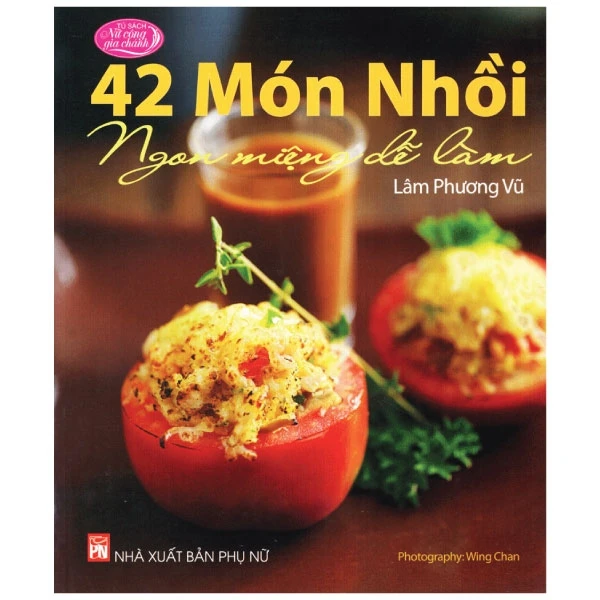 TỦ SÁCH
Nữ công
gia chánh
42 Món Nhồi
Ngon miệng dễ làm
Lâm Phương Vũ
PN
NHÀ XUẤT BẢN PHỤ NỮ
Photography: Wing Chan